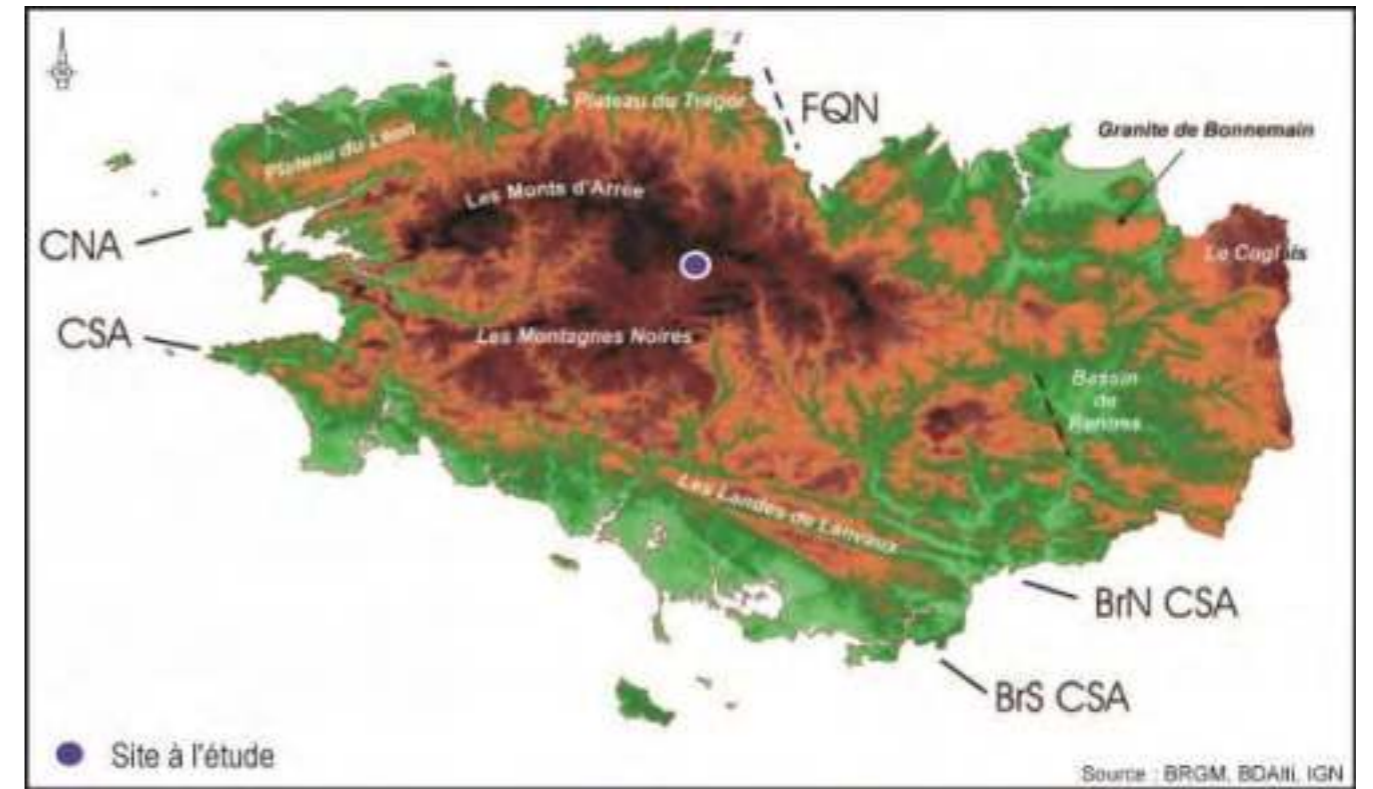 FQN
Plateau du Trégor
Granite de Bonnemain
Plateau du Léon
Les Monts d'Arrée
CNA
Le Coglais
CSA
Les Montagnes Noires
Bassin
de
Rennes
Les Landes de Lanvaux
BrN CSA
BrS CSA
Site à l'étude
Source : BRGM, BDAlti, IGN